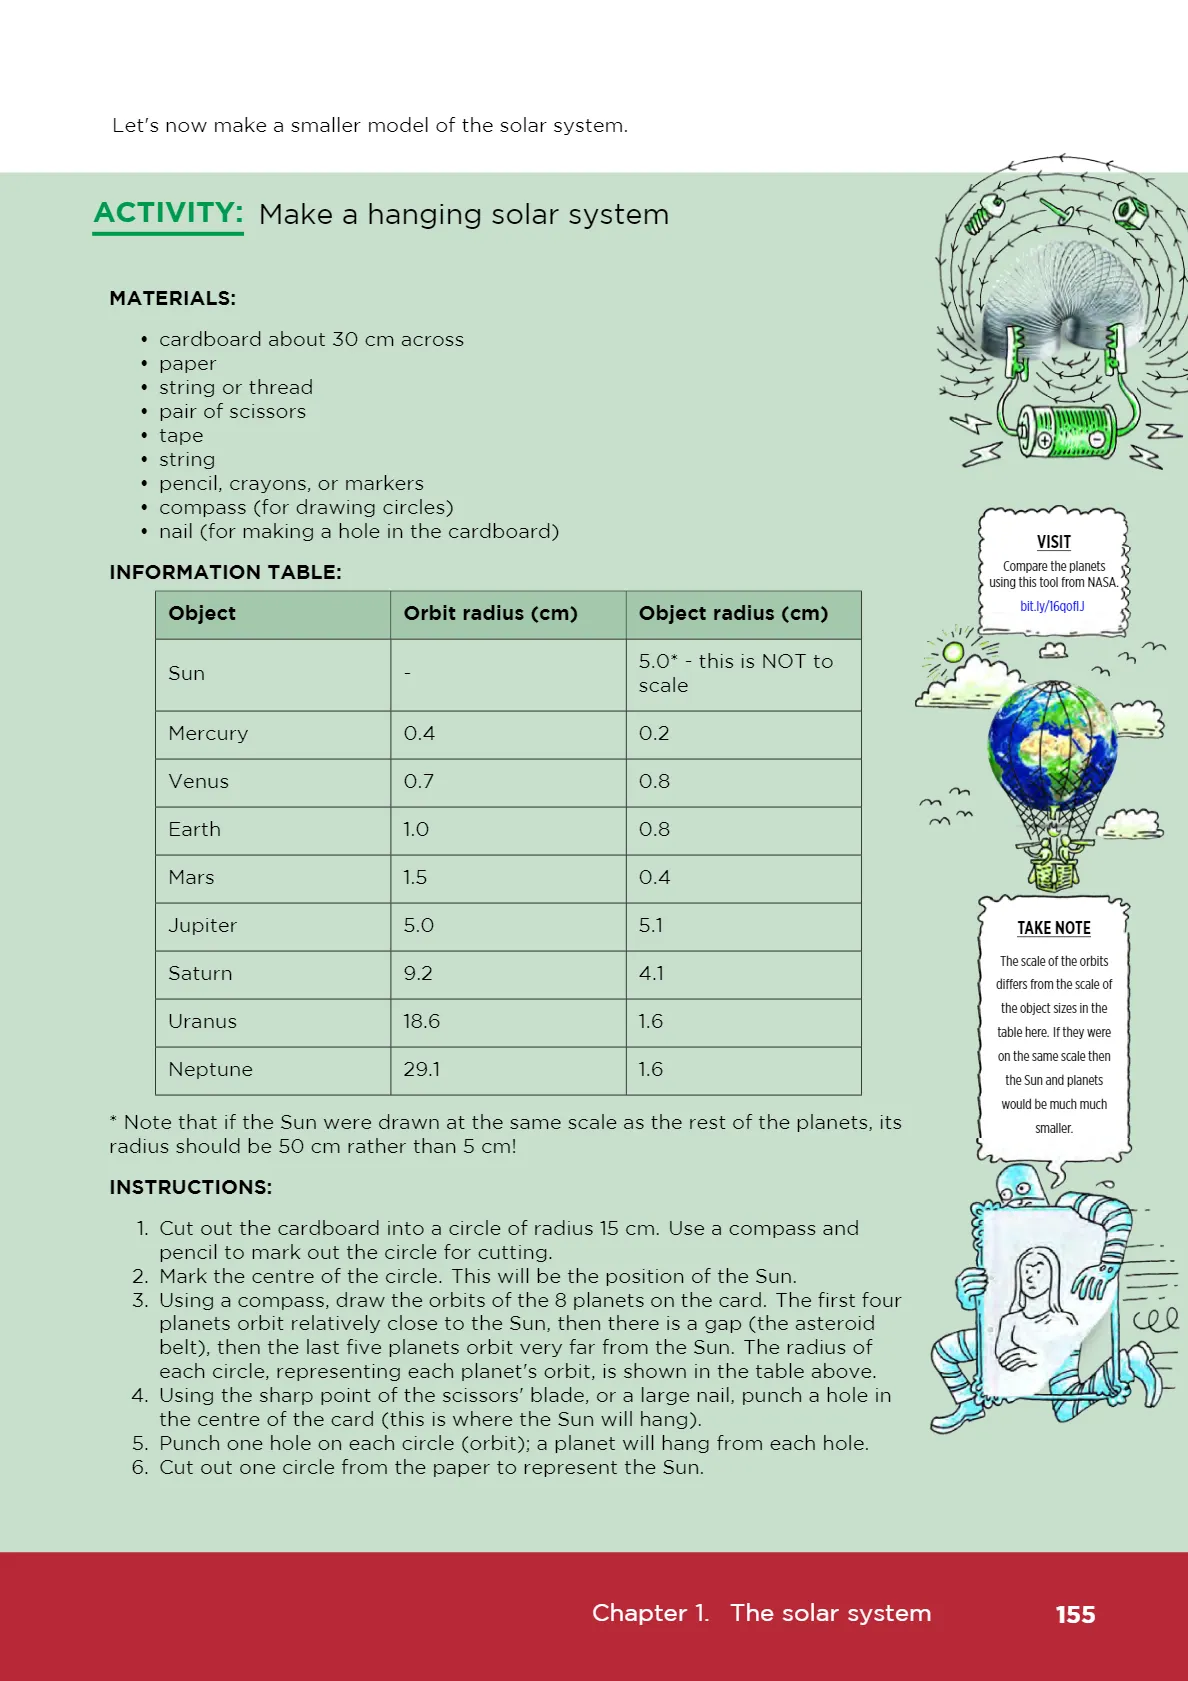 Let's now make a smaller model of the solar system.
ACTIVITY: Make a hanging solar system
MATERIALS:
• cardboard about 30 cm across
• paper
• string or thread
• pair of scissors
• tape
• string
• pencil, crayons, or markers
• compass (for drawing circles)
• nail (for making a hole in the cardboard)
INFORMATION TABLE:
Object Orbit radius (cm) Object radius (cm)
Sun - 5.0* - this is NOT to
scale
Mercury 0.4 0.2
Venus 0.7 0.8
Earth 1.0 0.8
Mars 1.5 0.4
Jupiter 5.0 5.1
Saturn 9.2 4.1
Uranus 18.6 1.6
Neptune 29.1 1.6
* Note that if the Sun were drawn at the same scale as the rest of the planets, its
radius should be 50 cm rather than 5 cm!
INSTRUCTIONS:
1. Cut out the cardboard into a circle of radius 15 cm. Use a compass and
pencil to mark out the circle for cutting.
2. Mark the centre of the circle. This will be the position of the Sun.
3. Using a compass, draw the orbits of the 8 planets on the card. The first four
planets orbit relatively close to the Sun, then there is a gap (the asteroid
belt), then the last five planets orbit very far from the Sun. The radius of
each circle, representing each planet's orbit, is shown in the table above.
4. Using the sharp point of the scissors' blade, or a large nail, punch a hole in
the centre of the card (this is where the Sun will hang).
5. Punch one hole on each circle (orbit); a planet will hang from each hole.
6. Cut out one circle from the paper to represent the Sun.
VISIT
Compare the planets
using this tool from NASA.
bit.ly/16qoflJ
TAKE NOTE
The scale of the orbits
differs from the scale of
the object sizes in the
table here. If they were
on the same scale then
the Sun and planets
would be much much
smaller.
Chapter 1. The solar system 155